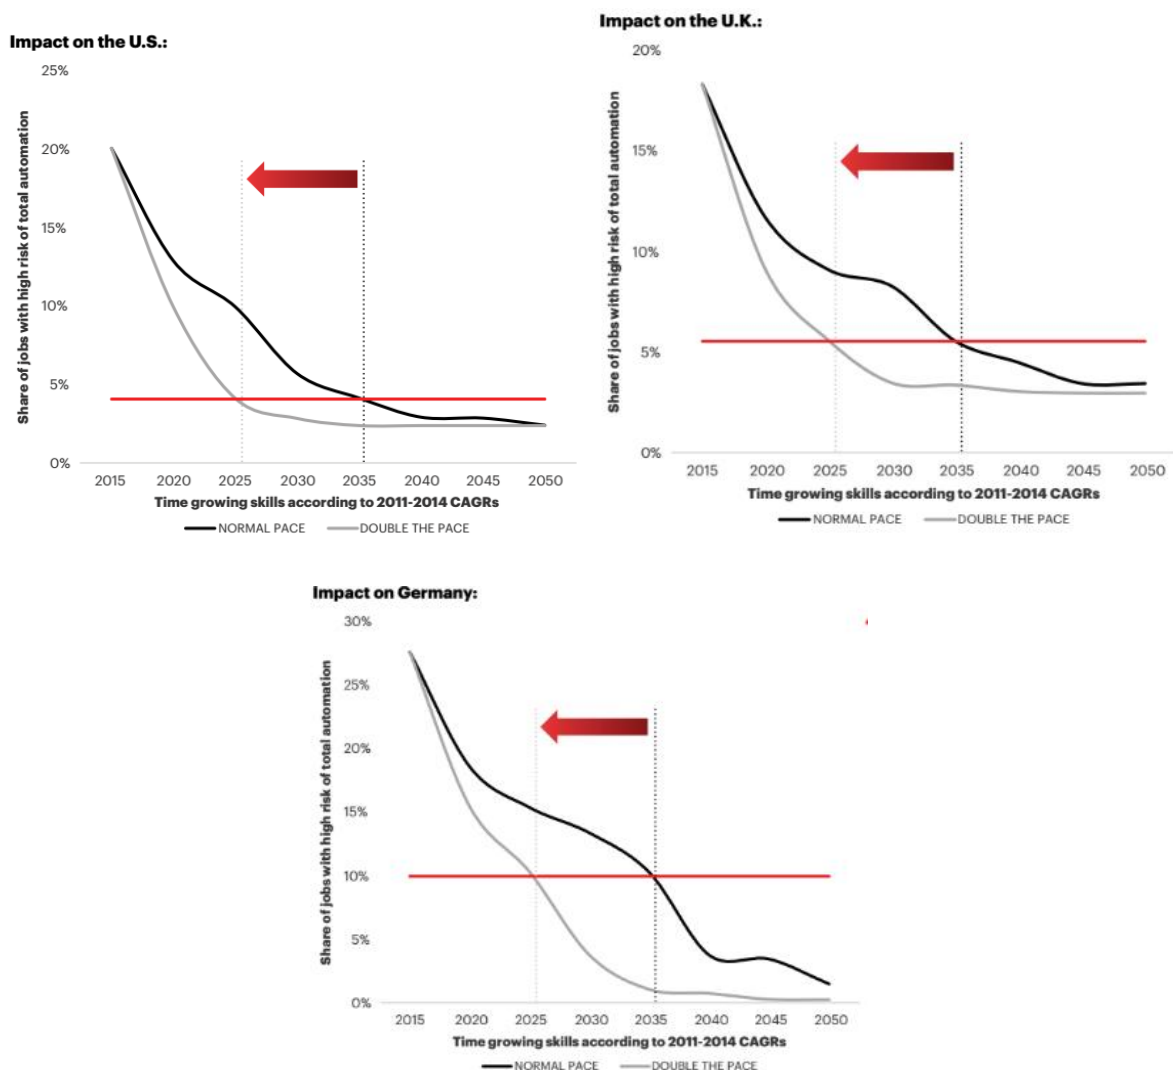 Impact on the U.S.:
25%
20%
15%
10%
5%
0%
Share of jobs with high risk of total automation
2015 2020 2025 2030 2035 2040 2045 2050
Time growing skills according to 2011-2014 CAGRs
NORMAL PACE DOUBLE THE PACE
Impact on the U.K.:
20%
15%
10%
5%
0%
Share of jobs with high risk of total automation
2015 2020 2025 2030 2035 2040 2045 2050
Time growing skills according to 2011-2014 CAGRs
NORMAL PACE DOUBLE THE PACE
Impact on Germany:
30%
25%
20%
15%
10%
5%
0%
Share of jobs with high risk of total automation
2015 2020 2025 2030 2035 2040 2045 2050
Time growing skills according to 2011-2014 CAGRs
NORMAL PACE DOUBLE THE PACE